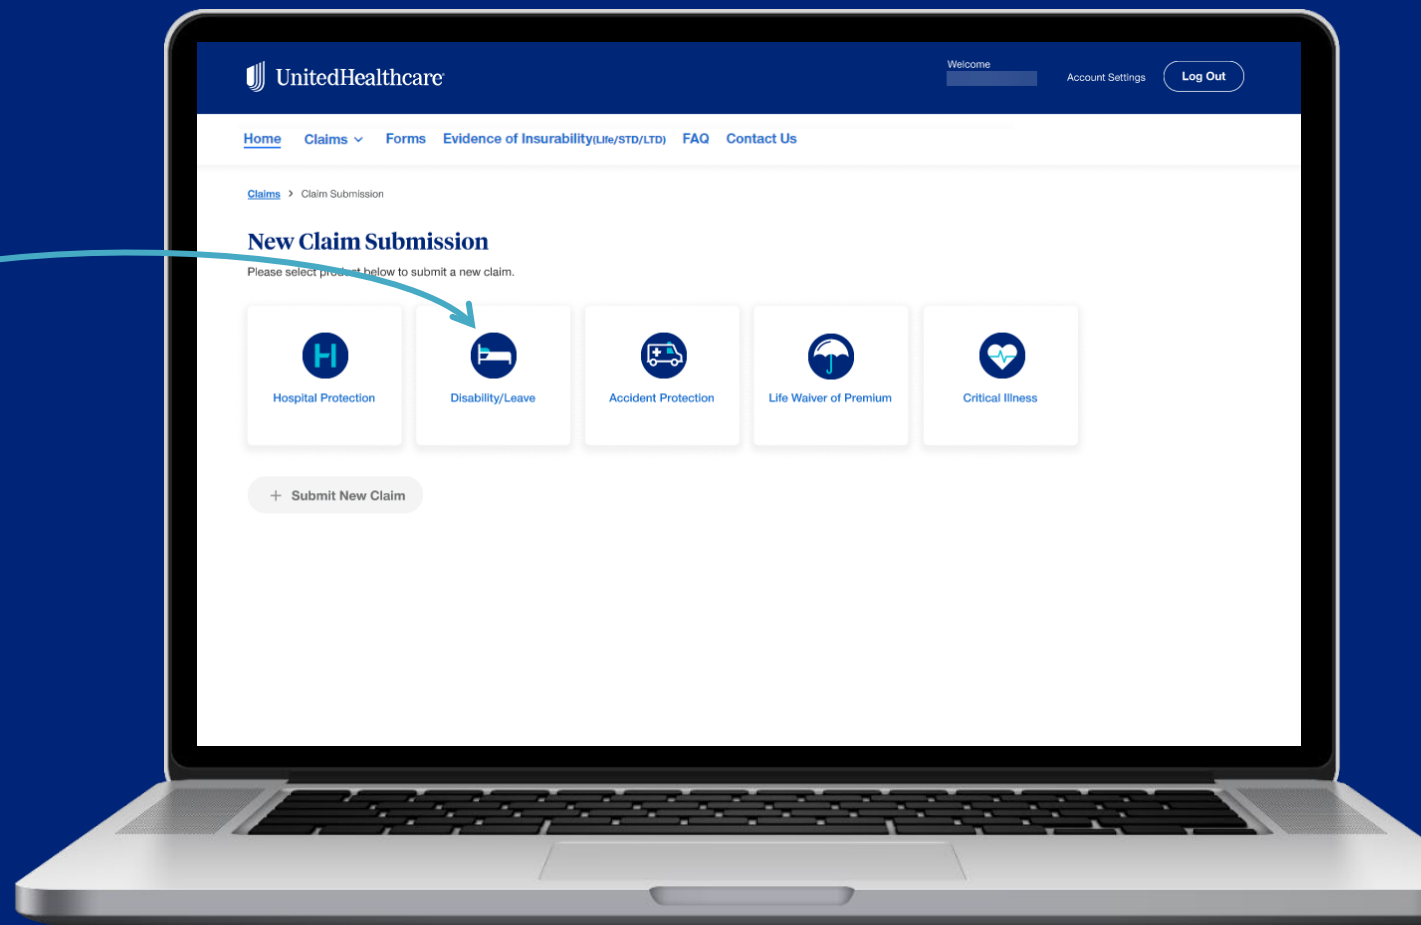 UnitedHealthcare
Welcome
Account Settings
Log Out
Home Claims Forms Evidence of Insurability(Life/STD/LTD) FAQ Contact Us
Claims > Claim Submission
New Claim Submission
Please select product below to submit a new claim.
H
Hospital Protection
Disability/Leave
Accident Protection
Life Waiver of Premium
Critical Illness
+ Submit New Claim